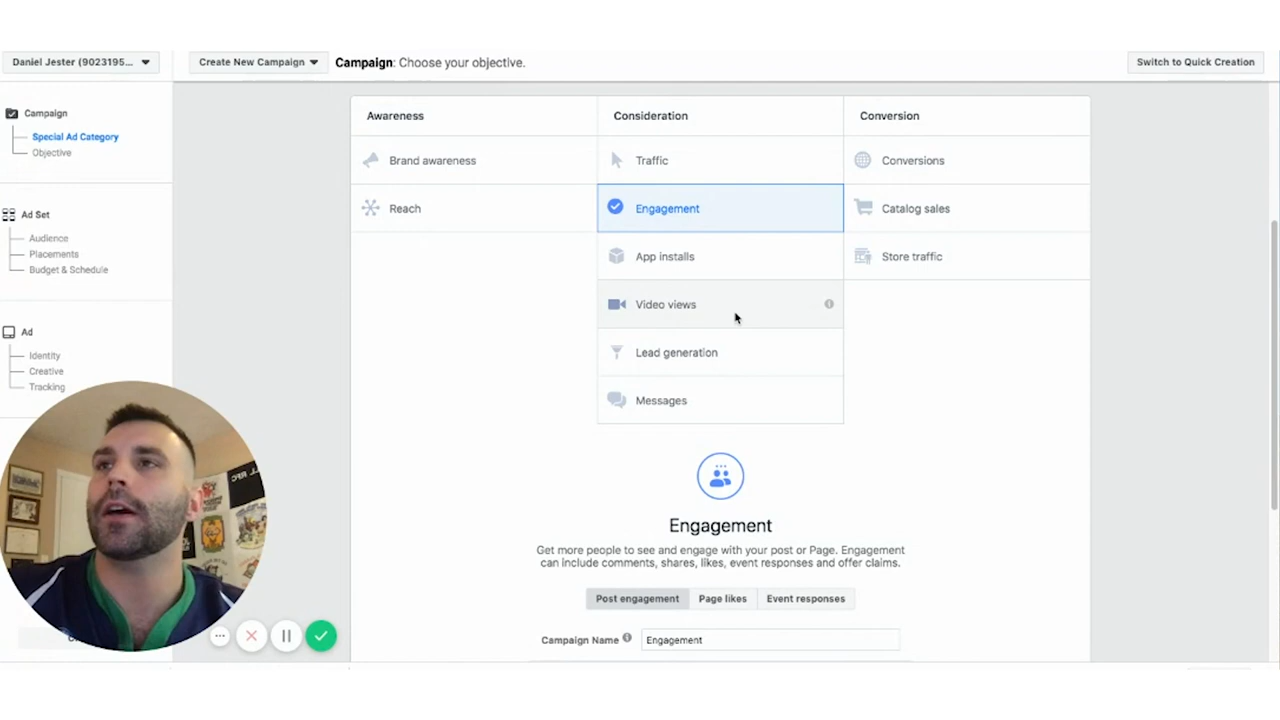 Daniel Jester (9023195...
Create New Campaign
Campaign: Choose your objective.
Switch to Quick Creation
Campaign
Special Ad Category
Objective
Ad Set
Audience
Placements
Budget & Schedule
Ad
Identity
Creative
Tracking
Awareness
Consideration
Conversion
Brand awareness
Traffic
Conversions
Reach
Engagement
Catalog sales
App installs
Store traffic
Video views
Lead generation
Messages
Engagement
Get more people to see and engage with your post or Page. Engagement
can include comments, shares, likes, event responses and offer claims.
Post engagement
Page likes
Event responses
Campaign Name
Engagement